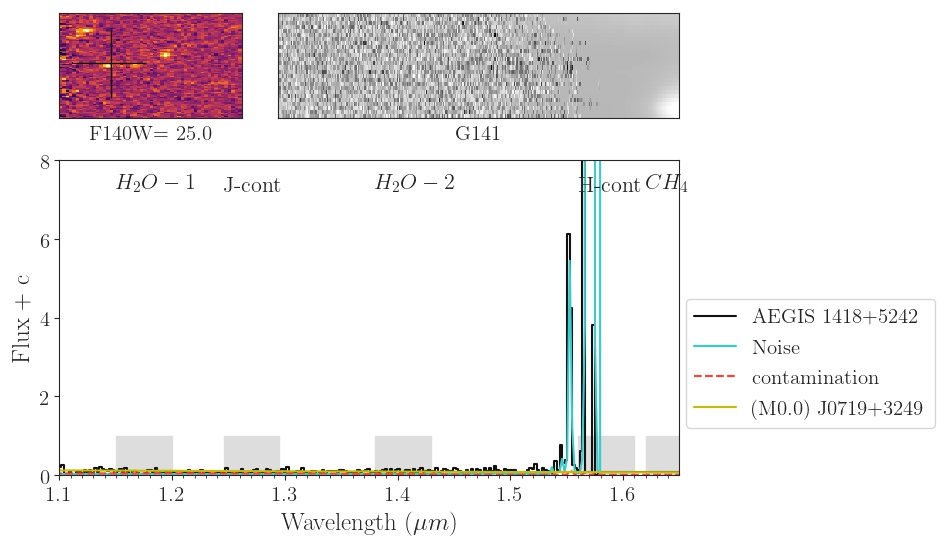 F140W= 25.0
G141
H₂O − 1
J-cont
H₂O − 2
H-cont
CH₄
8
6
4
2
0
Flux + c
1.1
1.2
1.3
1.4
1.5
1.6
Wavelength (μm)
AEGIS 1418+5242
Noise
contamination
(M0.0) J0719+3249